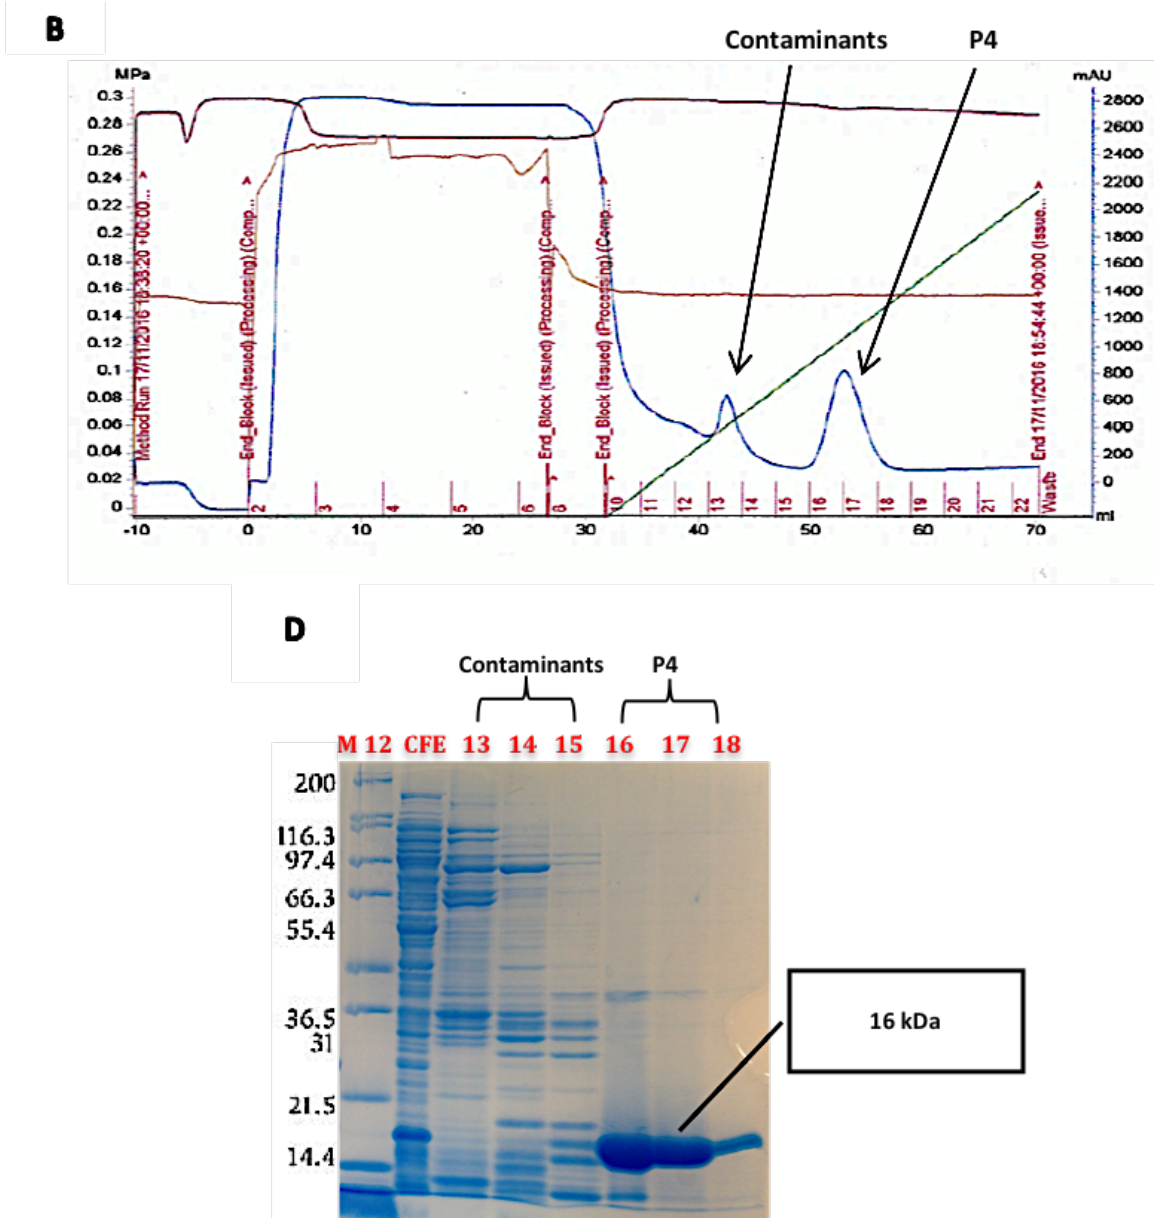 B
Contaminants P4
MPa mAU
0.3
0.28
0.26
0.24
0.22
0.2
0.18
0.16
0.14
0.12
0.1
0.08
0.06
0.04
0.02
0
2800
2600
2400
2200
2000
1800
1600
1400
1200
1000
800
600
400
200
0
Method Run 17/11/2016 16:38:20 +00:00...
End_Block (Issued) (Processing) (Comp...
End_Block (Issued) (Processing) (Comp...
End_Block (Issued) (Processing) (Comp...
End 17/11/2016 18:54:44 +00:00 (Issue...
2 3 4 5 6 8 10 11 12 13 14 15 16 17 18 19 20 21 22 Waste
-10 0 10 20 30 40 50 60 70 ml
D
Contaminants P4
M 12 CFE 13 14 15 16 17 18
200
116.3
97.4
66.3
55.4
36.5
31
21.5
14.4
16 kDa